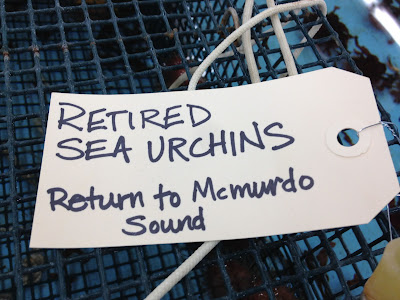 RETIRED
SEA URCHINS
Return to Mcmurdo
Sound